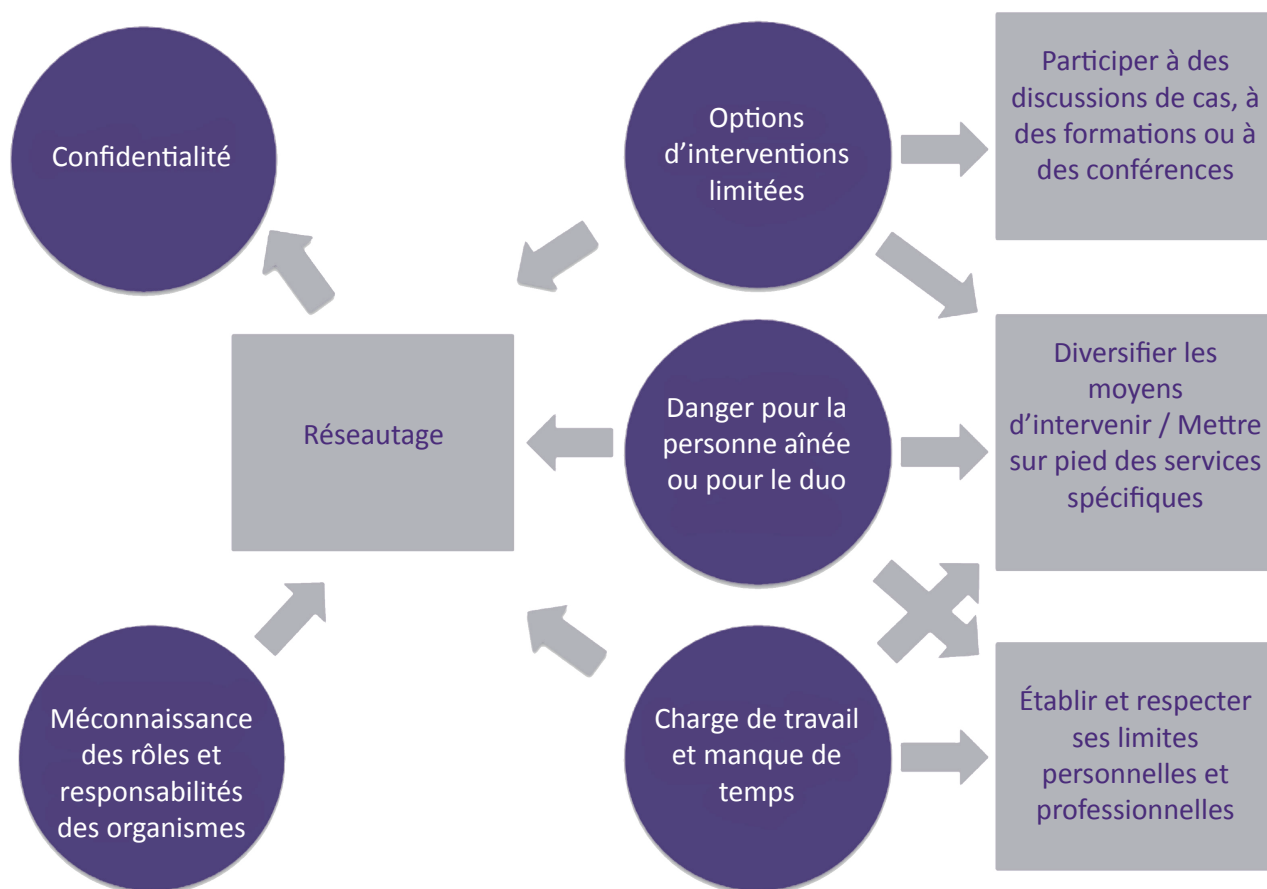 Confidentialité
Options
d’interventions
limitées
Participer à des
discussions de cas, à
des formations ou à
des conférences
Réseautage
Danger pour la
personne aînée
ou pour le duo
Diversifier les
moyens
d’intervenir / Mettre
sur pied des services
spécifiques
Méconnaissance
des rôles et
responsabilités
des organismes
Charge de travail
et manque de
temps
Établir et respecter
ses limites
personnelles et
professionnelles